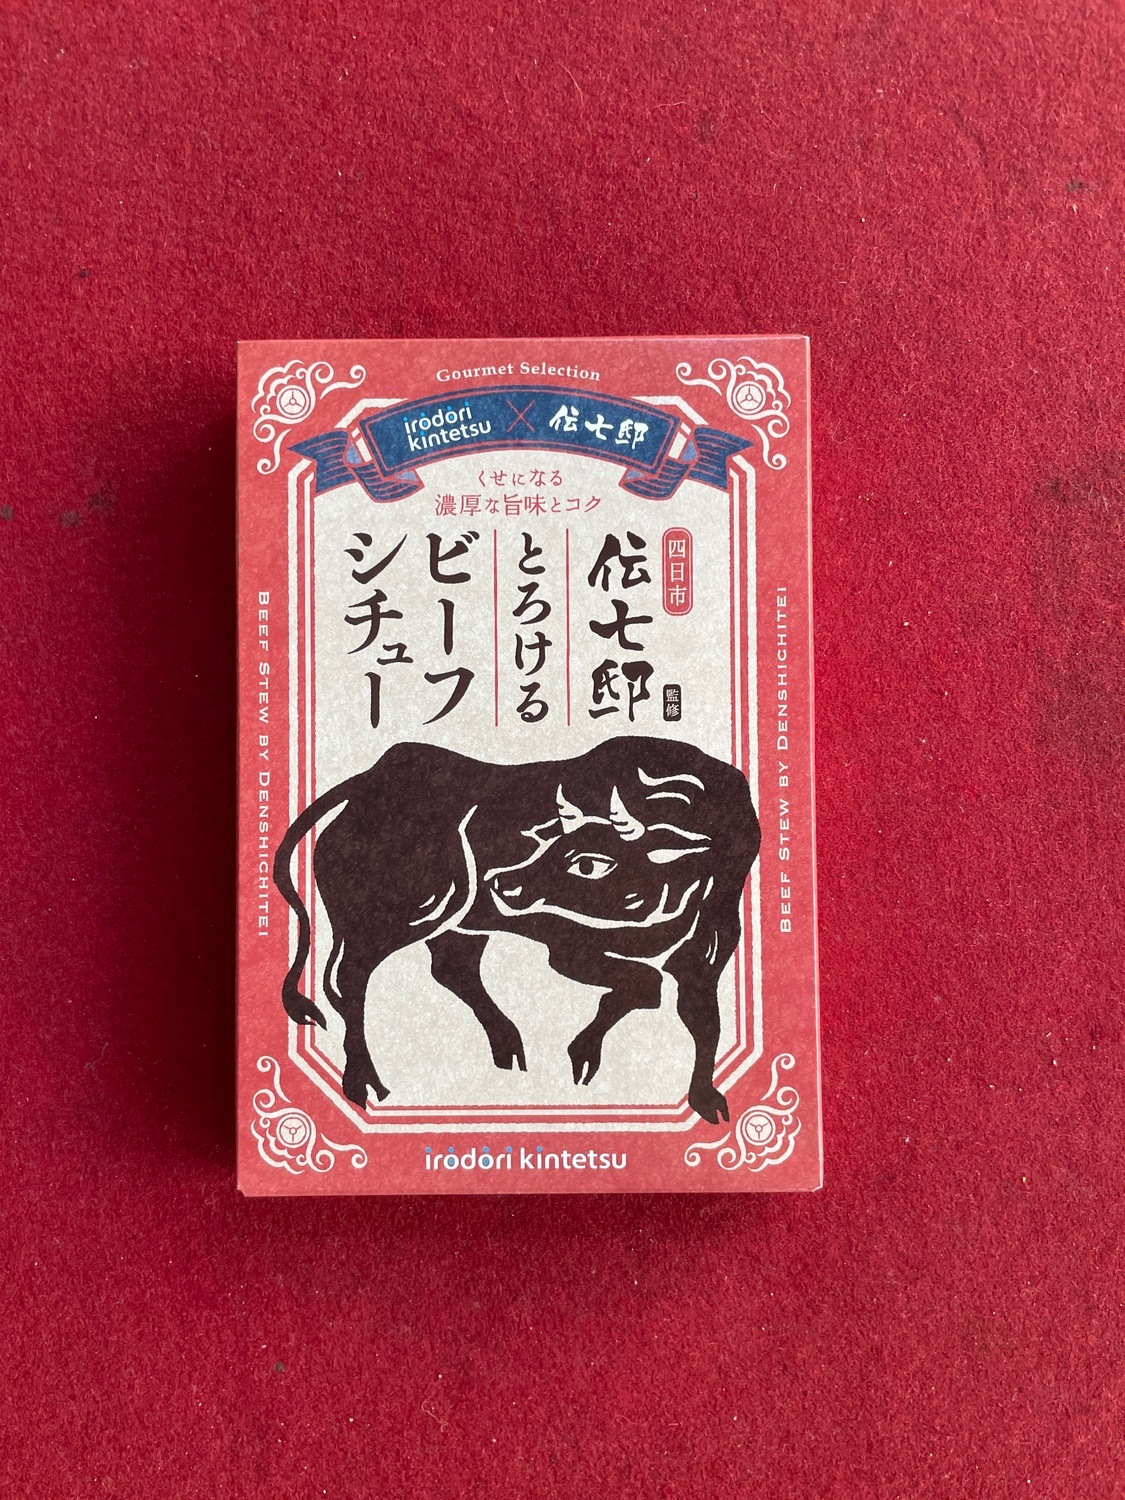 Gourmet Selection
irodori kintetsu × 伝七邸
くせになる
濃厚な旨味とコク
四日市
伝七邸
監修
とろける
ビーフ
シチュー
BEEF STEW BY DENSHICHITEI
BEEF STEW BY DENSHICHITEI
irodori kintetsu